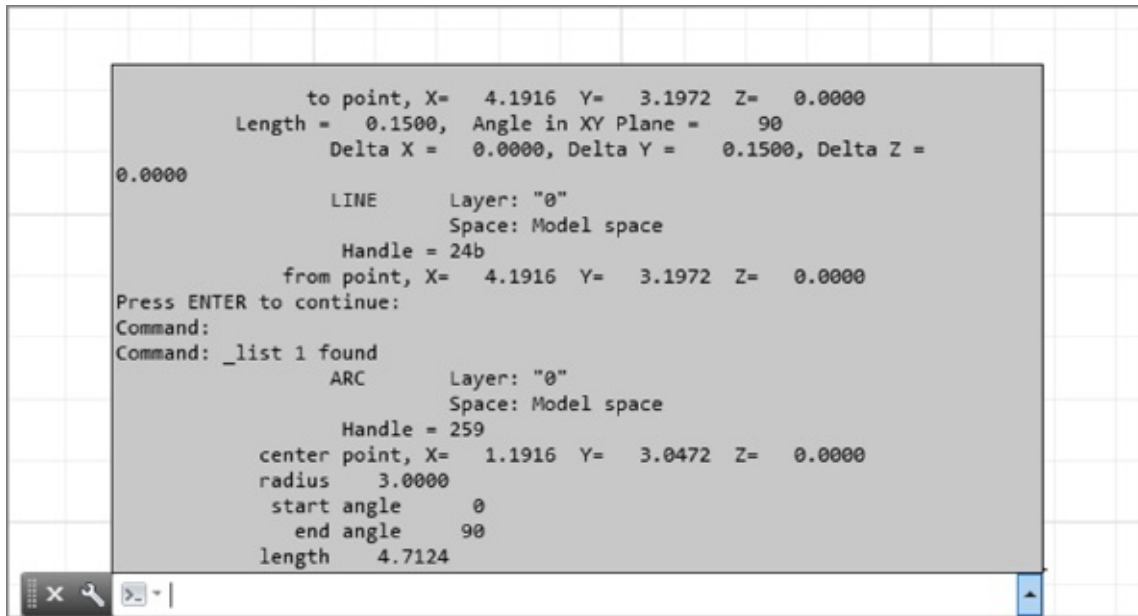 to point, X=   4.1916  Y=   3.1972  Z=   0.0000
Length =   0.1500,  Angle in XY Plane =     90
Delta X =   0.0000, Delta Y =    0.1500, Delta Z =
0.0000
LINE      Layer: "0"
Space: Model space
Handle = 24b
from point, X=   4.1916  Y=   3.1972  Z=   0.0000
Press ENTER to continue:
Command:
Command: _list 1 found
ARC       Layer: "0"
Space: Model space
Handle = 259
center point, X=   1.1916  Y=   3.0472  Z=   0.0000
radius    3.0000
start angle      0
end angle     90
length    4.7124